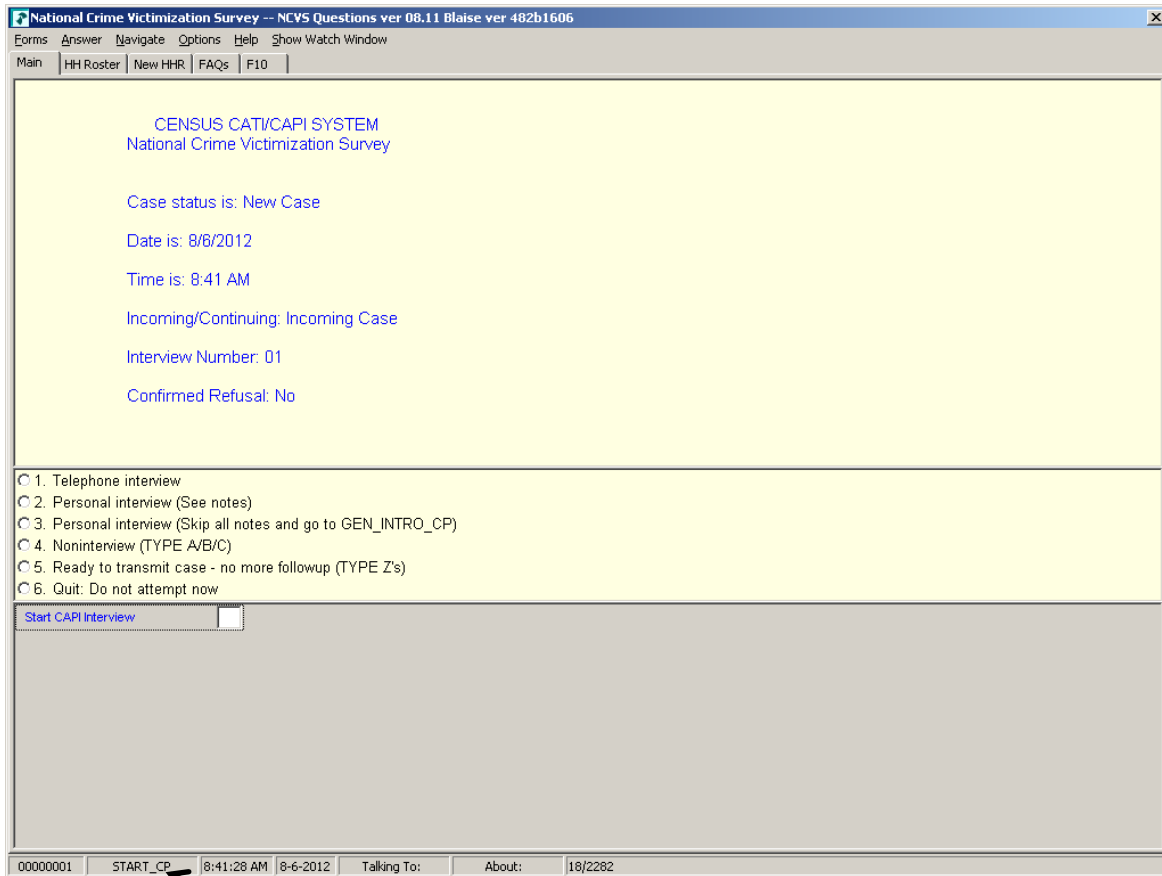 National Crime Victimization Survey -- NCVS Questions ver 08.11 Blaise ver 482b1606
Forms Answer Navigate Options Help Show Watch Window
Main HH Roster New HHR FAQs F10
CENSUS CATI/CAPI SYSTEM
National Crime Victimization Survey
Case status is: New Case
Date is: 8/6/2012
Time is: 8:41 AM
Incoming/Continuing: Incoming Case
Interview Number: 01
Confirmed Refusal: No
1. Telephone interview
2. Personal interview (See notes)
3. Personal interview (Skip all notes and go to GEN_INTRO_CP)
4. Noninterview (TYPE A/B/C)
5. Ready to transmit case - no more followup (TYPE Z's)
6. Quit: Do not attempt now
Start CAPI Interview
00000001 START_CP 8:41:28 AM 8-6-2012 Talking To: About: 18/2282